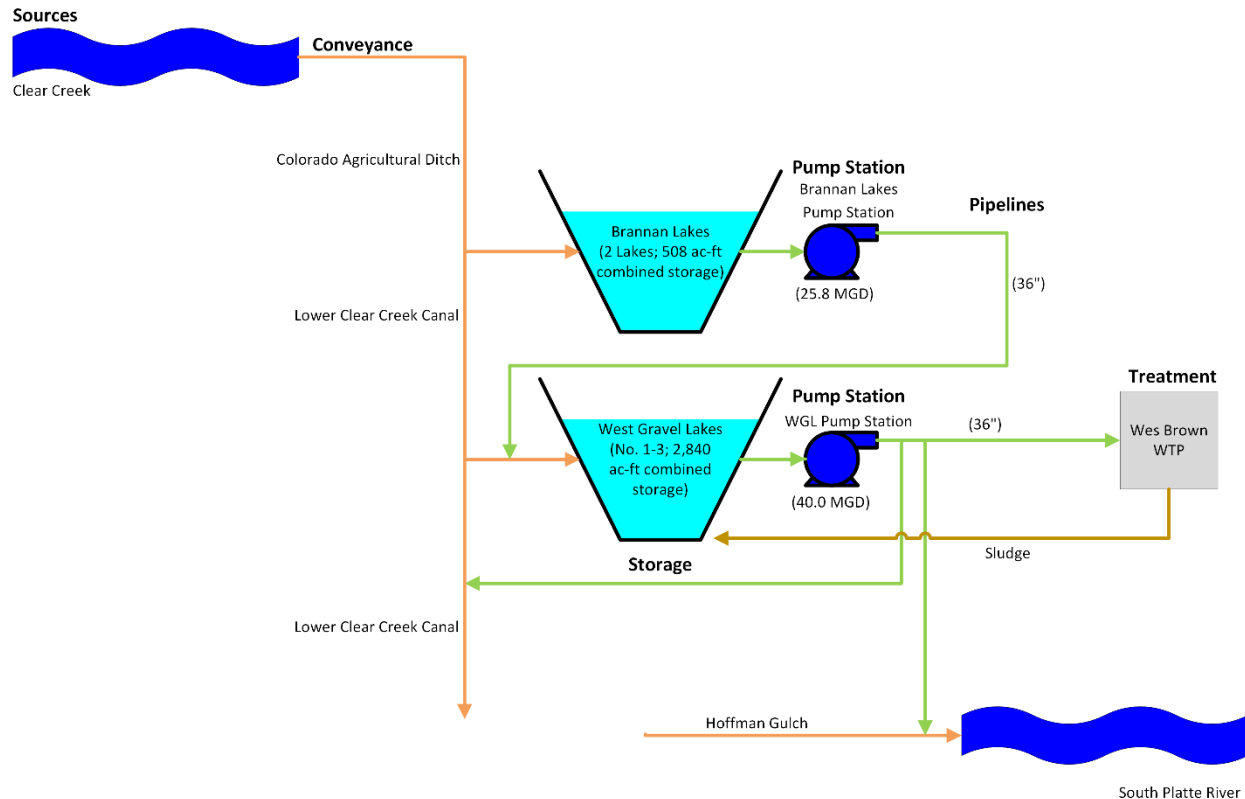 Sources
Conveyance
Clear Creek
Colorado Agricultural Ditch
Pump Station
Brannan Lakes
Pump Station
Pipelines
Brannan Lakes
(2 Lakes; 508 ac-ft
combined storage)
(25.8 MGD)
(36")
Lower Clear Creek Canal
Treatment
Pump Station
WGL Pump Station
(36")
West Gravel Lakes
(No. 1-3; 2,840
ac-ft combined
storage)
Wes Brown
WTP
(40.0 MGD)
Sludge
Storage
Lower Clear Creek Canal
Hoffman Gulch
South Platte River